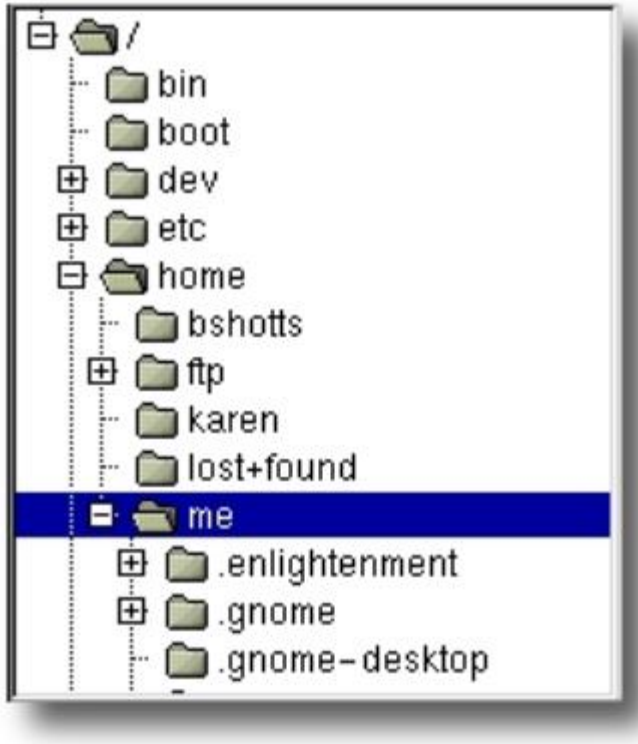 /
bin
boot
dev
etc
home
bshotts
ftp
karen
lost+found
me
.enlightenment
.gnome
.gnome-desktop